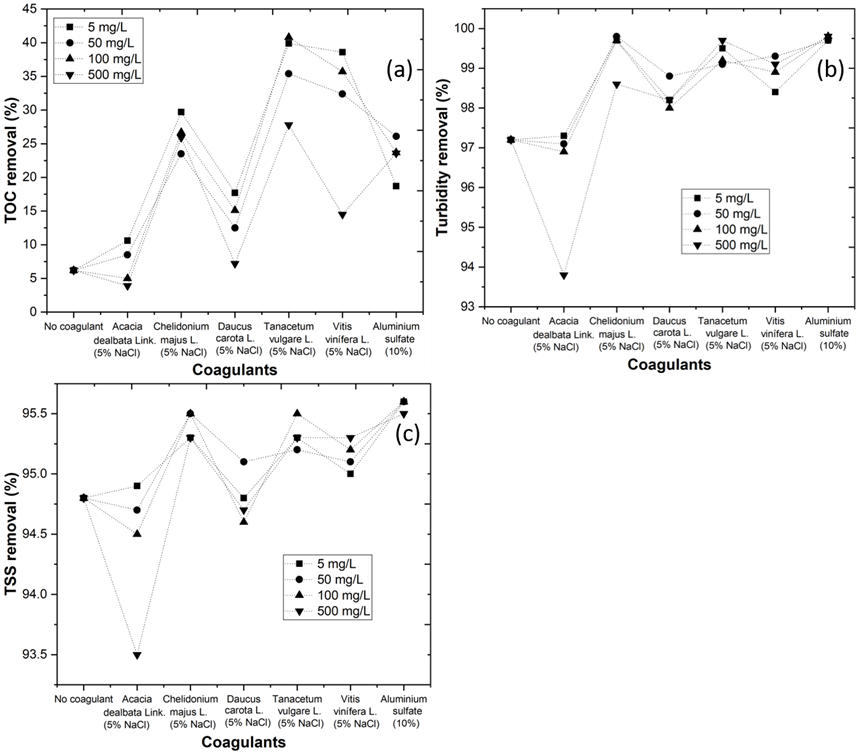 45
40
35
30
25
20
15
10
5
0
TOC removal (%)
5 mg/L
50 mg/L
100 mg/L
500 mg/L
(a)
No coagulant
Acacia
dealbata Link.
(5% NaCl)
Chelidonium
majus L.
(5% NaCl)
Daucus
carota L.
(5% NaCl)
Tanacetum
vulgare L.
(5% NaCl)
Vitis
vinífera L.
(5% NaCl)
Aluminium
sulfate
(10%)
Coagulants
100
99
98
97
96
95
94
93
Turbidity removal (%)
(b)
5 mg/L
50 mg/L
100 mg/L
500 mg/L
No coagulant
Acacia
dealbata Link.
(5% NaCl)
Chelidonium
majus L.
(5% NaCl)
Daucus
carota L.
(5% NaCl)
Tanacetum
vulgare L.
(5% NaCl)
Vitis
vinífera L.
(5% NaCl)
Aluminium
sulfate
(10%)
Coagulants
95.5
95.0
94.5
94.0
93.5
TSS removal (%)
(c)
5 mg/L
50 mg/L
100 mg/L
500 mg/L
No coagulant
Acacia
dealbata Link.
(5% NaCl)
Chelidonium
majus L.
(5% NaCl)
Daucus
carota L.
(5% NaCl)
Tanacetum
vulgare L.
(5% NaCl)
Vitis
vinífera L.
(5% NaCl)
Aluminium
sulfate
(10%)
Coagulants